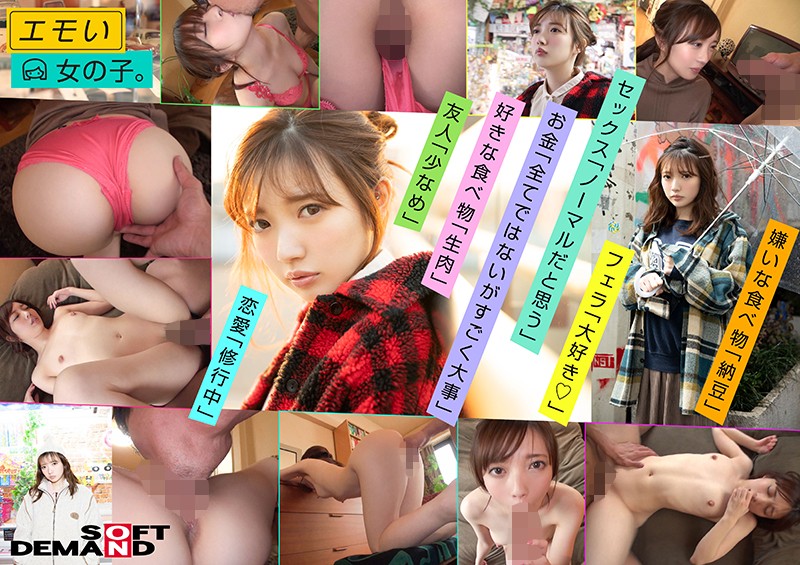 エモい
女の子。
友人「少なめ」
好きな食べ物「生肉」
お金「全てではないがすごく大事」
セックス「ノーマルだと思う」
フェラ「大好き♡」
嫌いな食べ物「納豆」
恋愛「修行中」
SOFT
ON
DEMAND